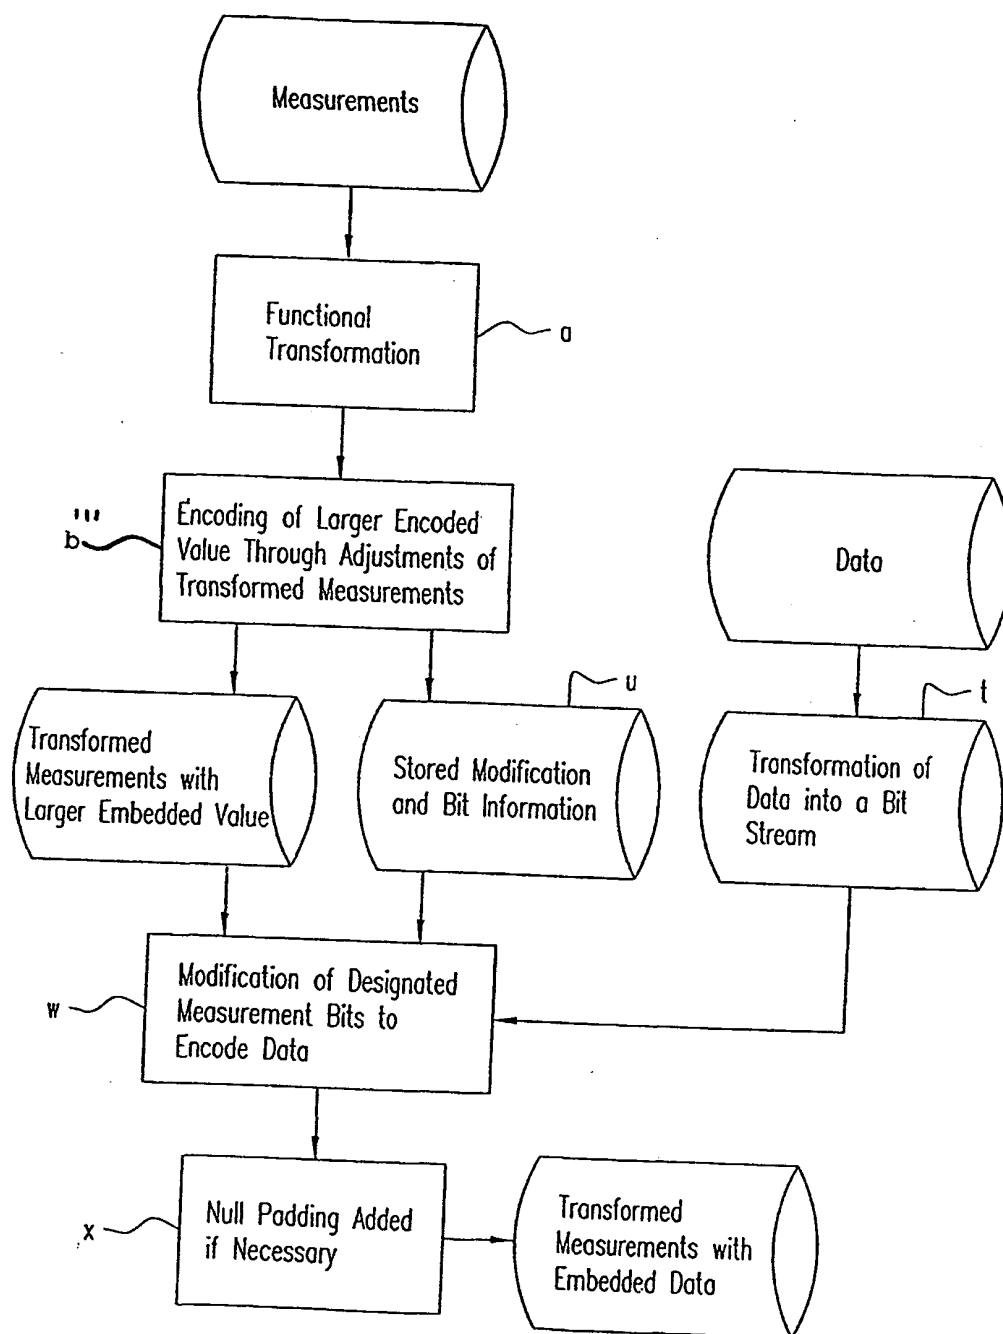 Measurements
Functional
Transformation
a
Encoding of Larger Encoded
Value Through Adjustments of
Transformed Measurements
b'''
Data
Transformed
Measurements with
Larger Embedded Value
Stored Modification
and Bit Information
u
Transformation of
Data into a Bit
Stream
t
Modification of Designated
Measurement Bits to
Encode Data
w
Null Padding Added
if Necessary
x
Transformed
Measurements with
Embedded Data